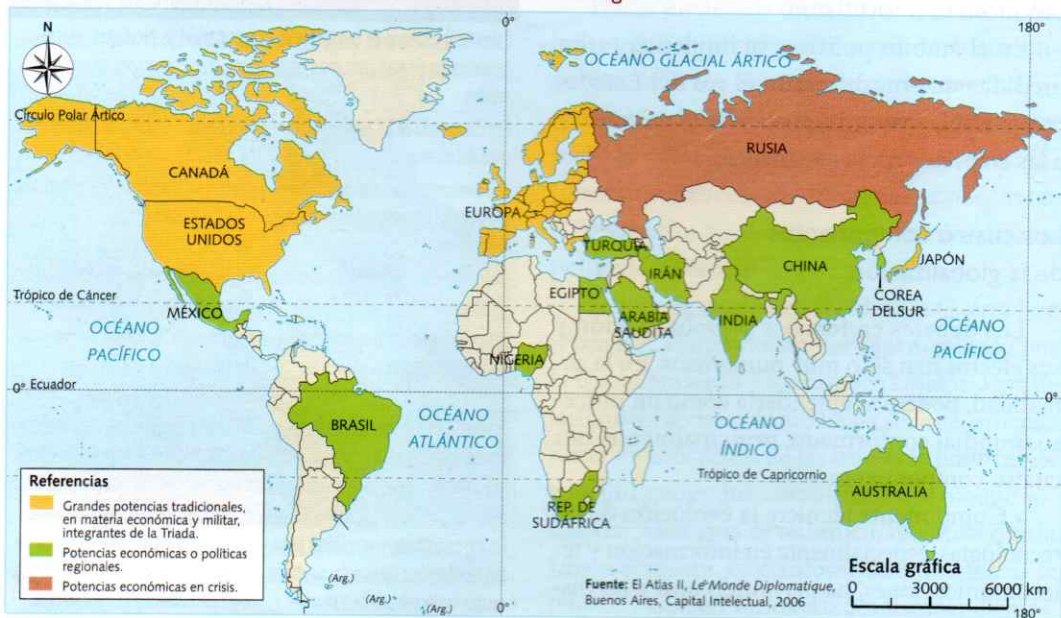 N
0°
180°
OCÉANO GLACIAL ÁRTICO
Círculo Polar Ártico
RUSIA
CANADÁ
EUROPA
ESTADOS
UNIDOS
TURQUÍA
JAPÓN
CHINA
IRÁN
EGIPTO
COREA
DELSUR
Trópico de Cáncer
MÉXICO
ARABIA
SAUDITA
INDIA
OCÉANO
PACÍFICO
OCÉANO
PACÍFICO
NIGERIA
0° Ecuador
0°
OCÉANO
ATLÁNTICO
BRASIL
OCÉANO
ÍNDICO
Trópico de Capricornio
AUSTRALIA
REP. DE
SUDÁFRICA
Referencias
Grandes potencias tradicionales,
en materia económica y militar,
integrantes de la Triada.
Potencias económicas o políticas
regionales.
Potencias económicas en crisis.
(Arg.)
(Arg.)
(Arg.)
0°
Fuente: El Atlas II, Le Monde Diplomatique,
Buenos Aires, Capital Intelectual, 2006
Escala gráfica
0 3000 6000 km
180°